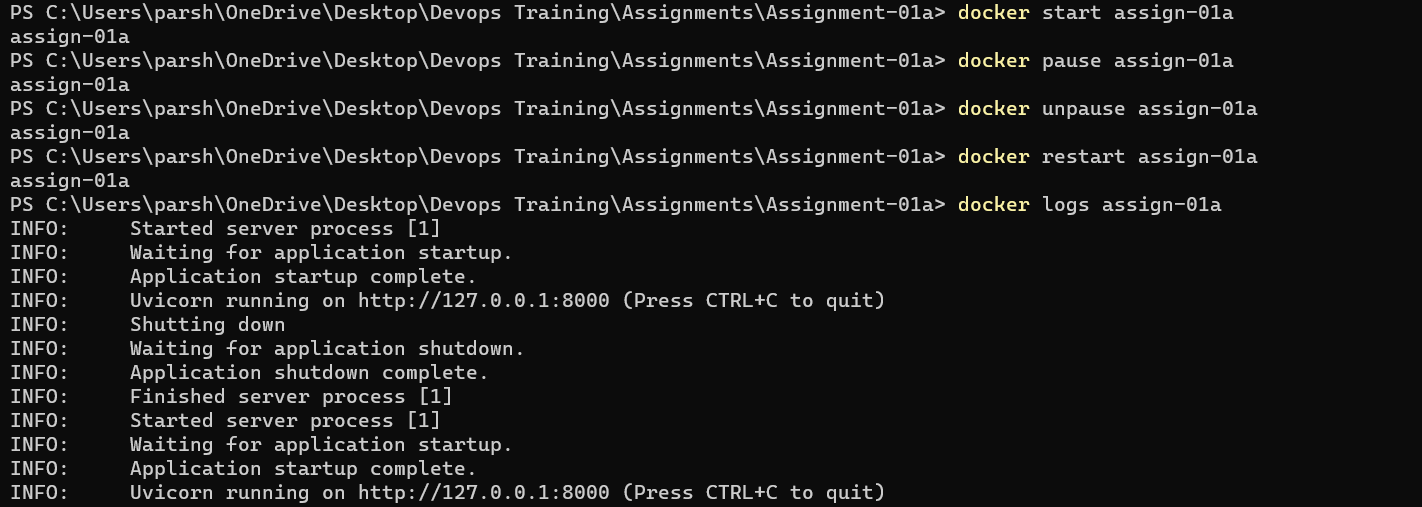 PS C:\Users\parsh\OneDrive\Desktop\Devops Training\Assignments\Assignment-01a> docker start assign-01a
assign-01a
PS C:\Users\parsh\OneDrive\Desktop\Devops Training\Assignments\Assignment-01a> docker pause assign-01a
assign-01a
PS C:\Users\parsh\OneDrive\Desktop\Devops Training\Assignments\Assignment-01a> docker unpause assign-01a
assign-01a
PS C:\Users\parsh\OneDrive\Desktop\Devops Training\Assignments\Assignment-01a> docker restart assign-01a
assign-01a
PS C:\Users\parsh\OneDrive\Desktop\Devops Training\Assignments\Assignment-01a> docker logs assign-01a
INFO:     Started server process [1]
INFO:     Waiting for application startup.
INFO:     Application startup complete.
INFO:     Uvicorn running on http://127.0.0.1:8000 (Press CTRL+C to quit)
INFO:     Shutting down
INFO:     Waiting for application shutdown.
INFO:     Application shutdown complete.
INFO:     Finished server process [1]
INFO:     Started server process [1]
INFO:     Waiting for application startup.
INFO:     Application startup complete.
INFO:     Uvicorn running on http://127.0.0.1:8000 (Press CTRL+C to quit)